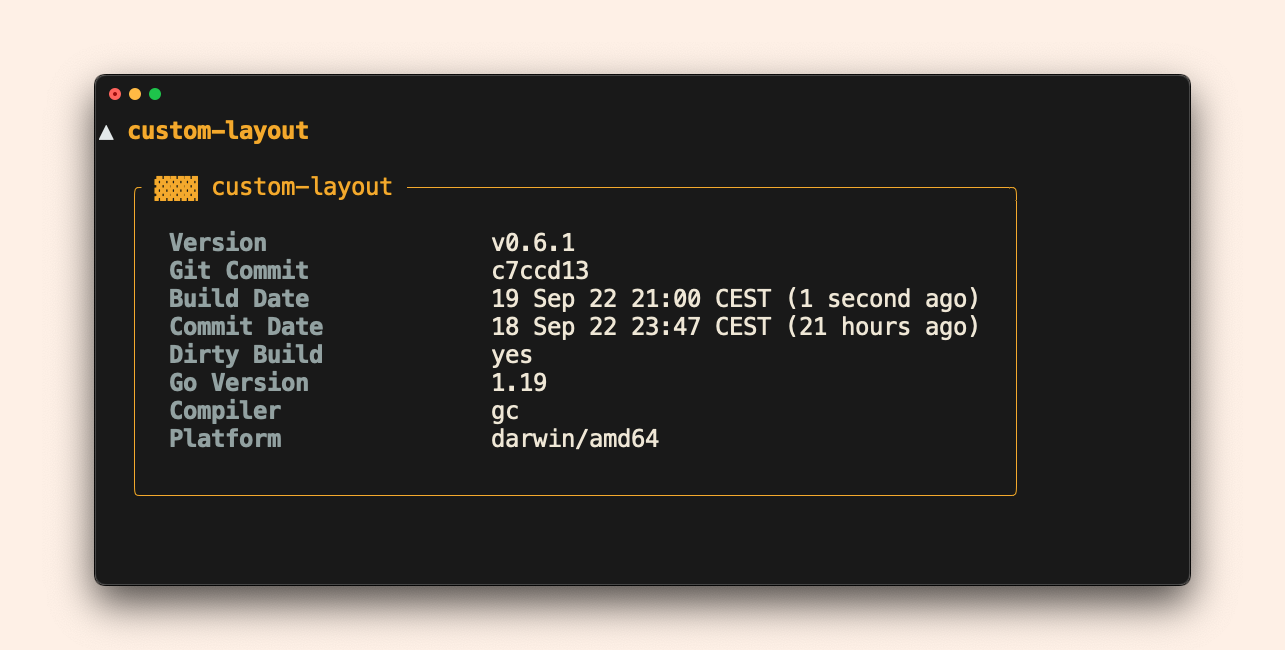 ▲ custom-layout
▓▓▓ custom-layout
Version v0.6.1
Git Commit c7ccd13
Build Date 19 Sep 22 21:00 CEST (1 second ago)
Commit Date 18 Sep 22 23:47 CEST (21 hours ago)
Dirty Build yes
Go Version 1.19
Compiler gc
Platform darwin/amd64